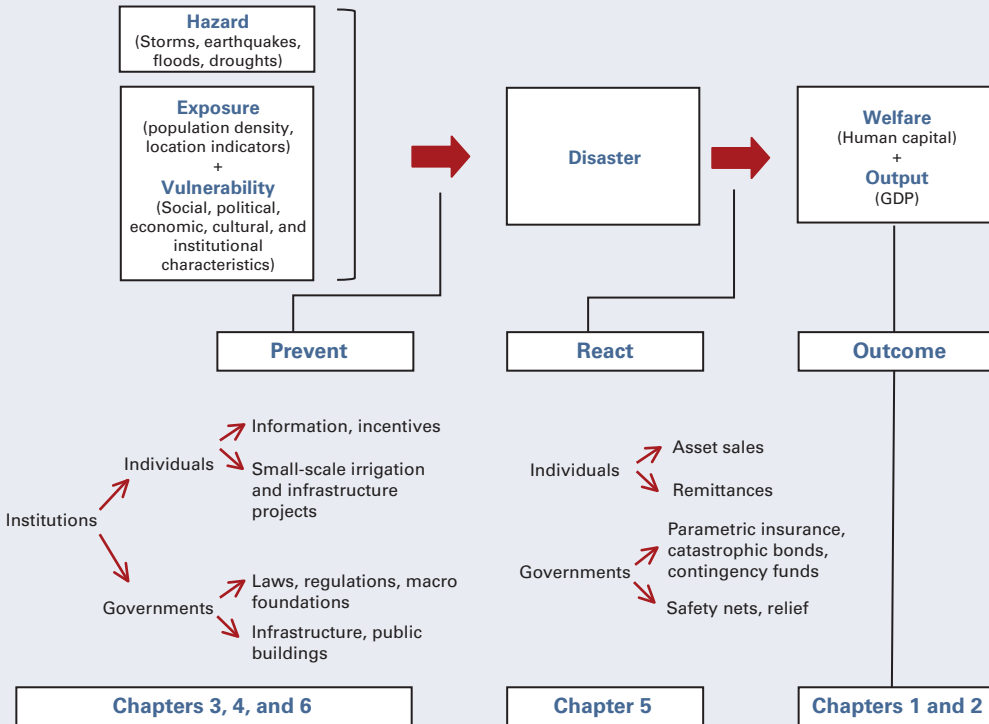 Hazard
(Storms, earthquakes,
floods, droughts)
Exposure
(population density,
location indicators)
+
Vulnerability
(Social, political,
economic, cultural, and
institutional
characteristics)
Disaster
Welfare
(Human capital)
+
Output
(GDP)
Prevent
React
Outcome
Institutions
Individuals
Information, incentives
Small-scale irrigation
and infrastructure
projects
Governments
Laws, regulations, macro
foundations
Infrastructure, public
buildings
Individuals
Asset sales
Remittances
Governments
Parametric insurance,
catastrophic bonds,
contingency funds
Safety nets, relief
Chapters 3, 4, and 6
Chapter 5
Chapters 1 and 2